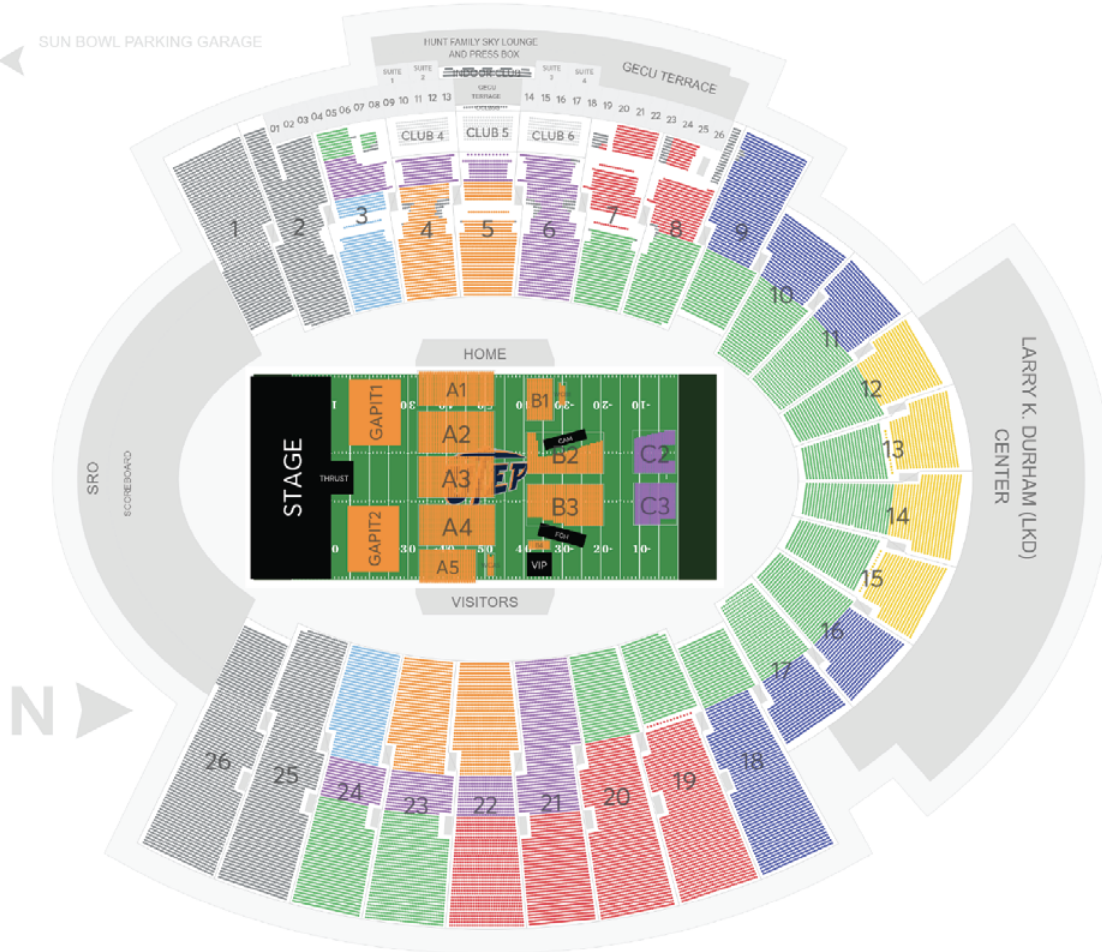 SUN BOWL PARKING GARAGE
HUNT FAMILY SKY LOUNGE
AND PRESS BOX
SUITE
1
SUITE
2
INDOOR CLUB
SUITE
3
SUITE
4
GECU TERRACE
GECU
TERRACE
01 02 03 04 05 06 07 08 09 10 11 12 13
14 15 16 17 18 19 20 21 22 23 24 25 26
CLUB 4
CLUB 5
CLUB 6
1
2
3
4
5
6
7
8
9
10
11
12
13
14
15
16
17
18
19
20
21
22
23
24
25
26
HOME
STAGE
THRUST
GAPIT1
GAPIT2
A1
A2
A3
A4
A5
B1
B2
B3
CAM
FOH
VIP
C2
C3
VISITORS
SRO
SCOREBOARD
LARRY K. DURHAM (LKD)
CENTER
N